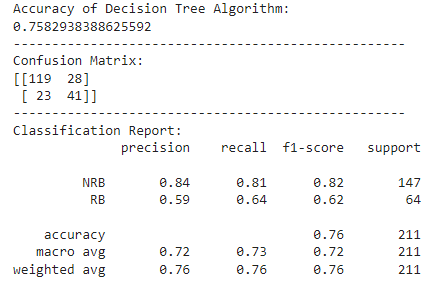 Accuracy of Decision Tree Algorithm:
0.7582938388625592
--------------------------------------------------
Confusion Matrix:
[[119  28]
 [ 23  41]]
--------------------------------------------------
Classification Report:
              precision    recall  f1-score   support

         NRB       0.84      0.81      0.82       147
          RB       0.59      0.64      0.62        64

    accuracy                           0.76       211
   macro avg       0.72      0.73      0.72       211
weighted avg       0.76      0.76      0.76       211